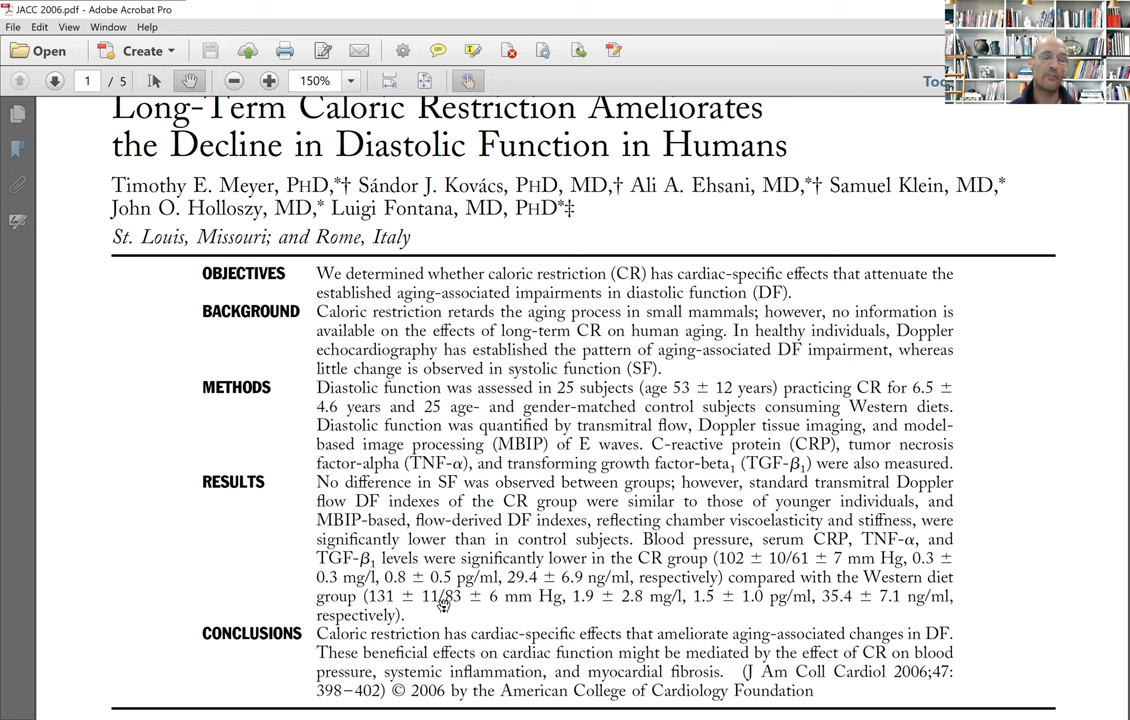 JACC 2006.pdf - Adobe Acrobat Pro
File Edit View Window Help
Open Create
1 / 5 150%
Long-Term Caloric Restriction Ameliorates
the Decline in Diastolic Function in Humans
Timothy E. Meyer, PHD,*† Sándor J. Kovács, PHD, MD,† Ali A. Ehsani, MD,*† Samuel Klein, MD,*
John O. Holloszy, MD,* Luigi Fontana, MD, PHD*‡
St. Louis, Missouri; and Rome, Italy
OBJECTIVES We determined whether caloric restriction (CR) has cardiac-specific effects that attenuate the
established aging-associated impairments in diastolic function (DF).
BACKGROUND Caloric restriction retards the aging process in small mammals; however, no information is
available on the effects of long-term CR on human aging. In healthy individuals, Doppler
echocardiography has established the pattern of aging-associated DF impairment, whereas
little change is observed in systolic function (SF).
METHODS Diastolic function was assessed in 25 subjects (age 53 ± 12 years) practicing CR for 6.5 ±
4.6 years and 25 age- and gender-matched control subjects consuming Western diets.
Diastolic function was quantified by transmitral flow, Doppler tissue imaging, and model-
based image processing (MBIP) of E waves. C-reactive protein (CRP), tumor necrosis
factor-alpha (TNF-α), and transforming growth factor-beta₁ (TGF-β₁) were also measured.
RESULTS No difference in SF was observed between groups; however, standard transmitral Doppler
flow DF indexes of the CR group were similar to those of younger individuals, and
MBIP-based, flow-derived DF indexes, reflecting chamber viscoelasticity and stiffness, were
significantly lower than in control subjects. Blood pressure, serum CRP, TNF-α, and
TGF-β₁ levels were significantly lower in the CR group (102 ± 10/61 ± 7 mm Hg, 0.3 ±
0.3 mg/l, 0.8 ± 0.5 pg/ml, 29.4 ± 6.9 ng/ml, respectively) compared with the Western diet
group (131 ± 11/83 ± 6 mm Hg, 1.9 ± 2.8 mg/l, 1.5 ± 1.0 pg/ml, 35.4 ± 7.1 ng/ml,
respectively).
CONCLUSIONS Caloric restriction has cardiac-specific effects that ameliorate aging-associated changes in DF.
These beneficial effects on cardiac function might be mediated by the effect of CR on blood
pressure, systemic inflammation, and myocardial fibrosis. (J Am Coll Cardiol 2006;47:
398–402) © 2006 by the American College of Cardiology Foundation